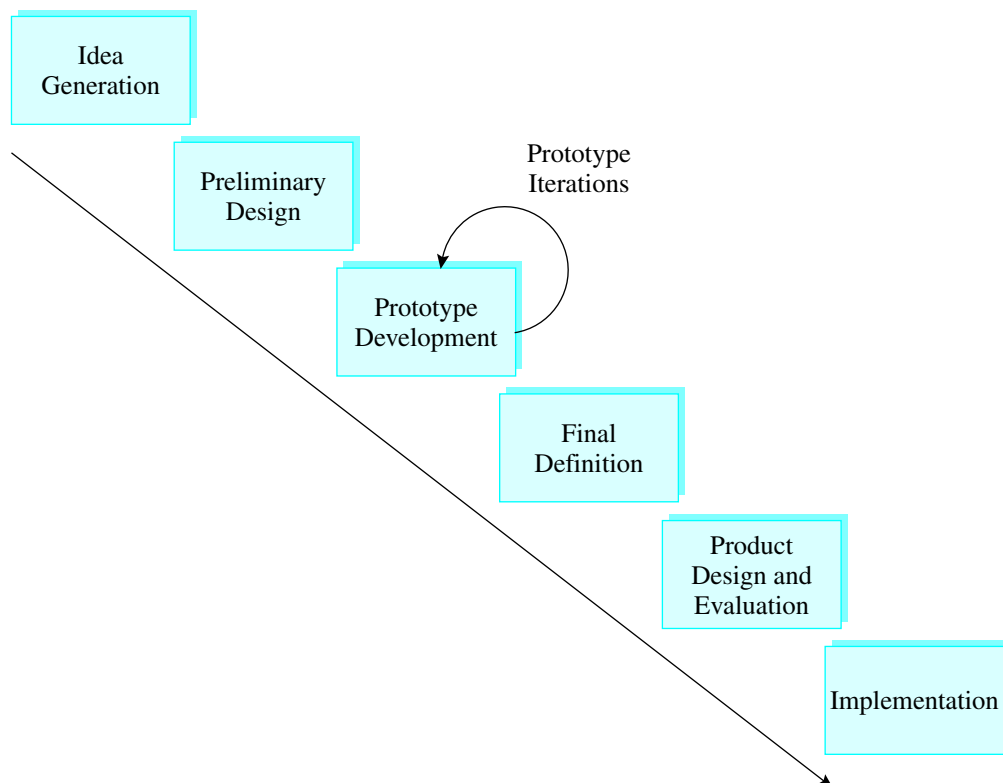 Idea
Generation
Preliminary
Design
Prototype
Iterations
Prototype
Development
Final
Definition
Product
Design and
Evaluation
Implementation